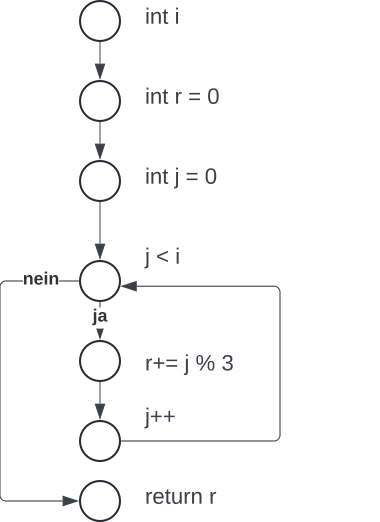 int i
int r = 0
int j = 0
j < i
nein
ja
r+= j % 3
j++
return r